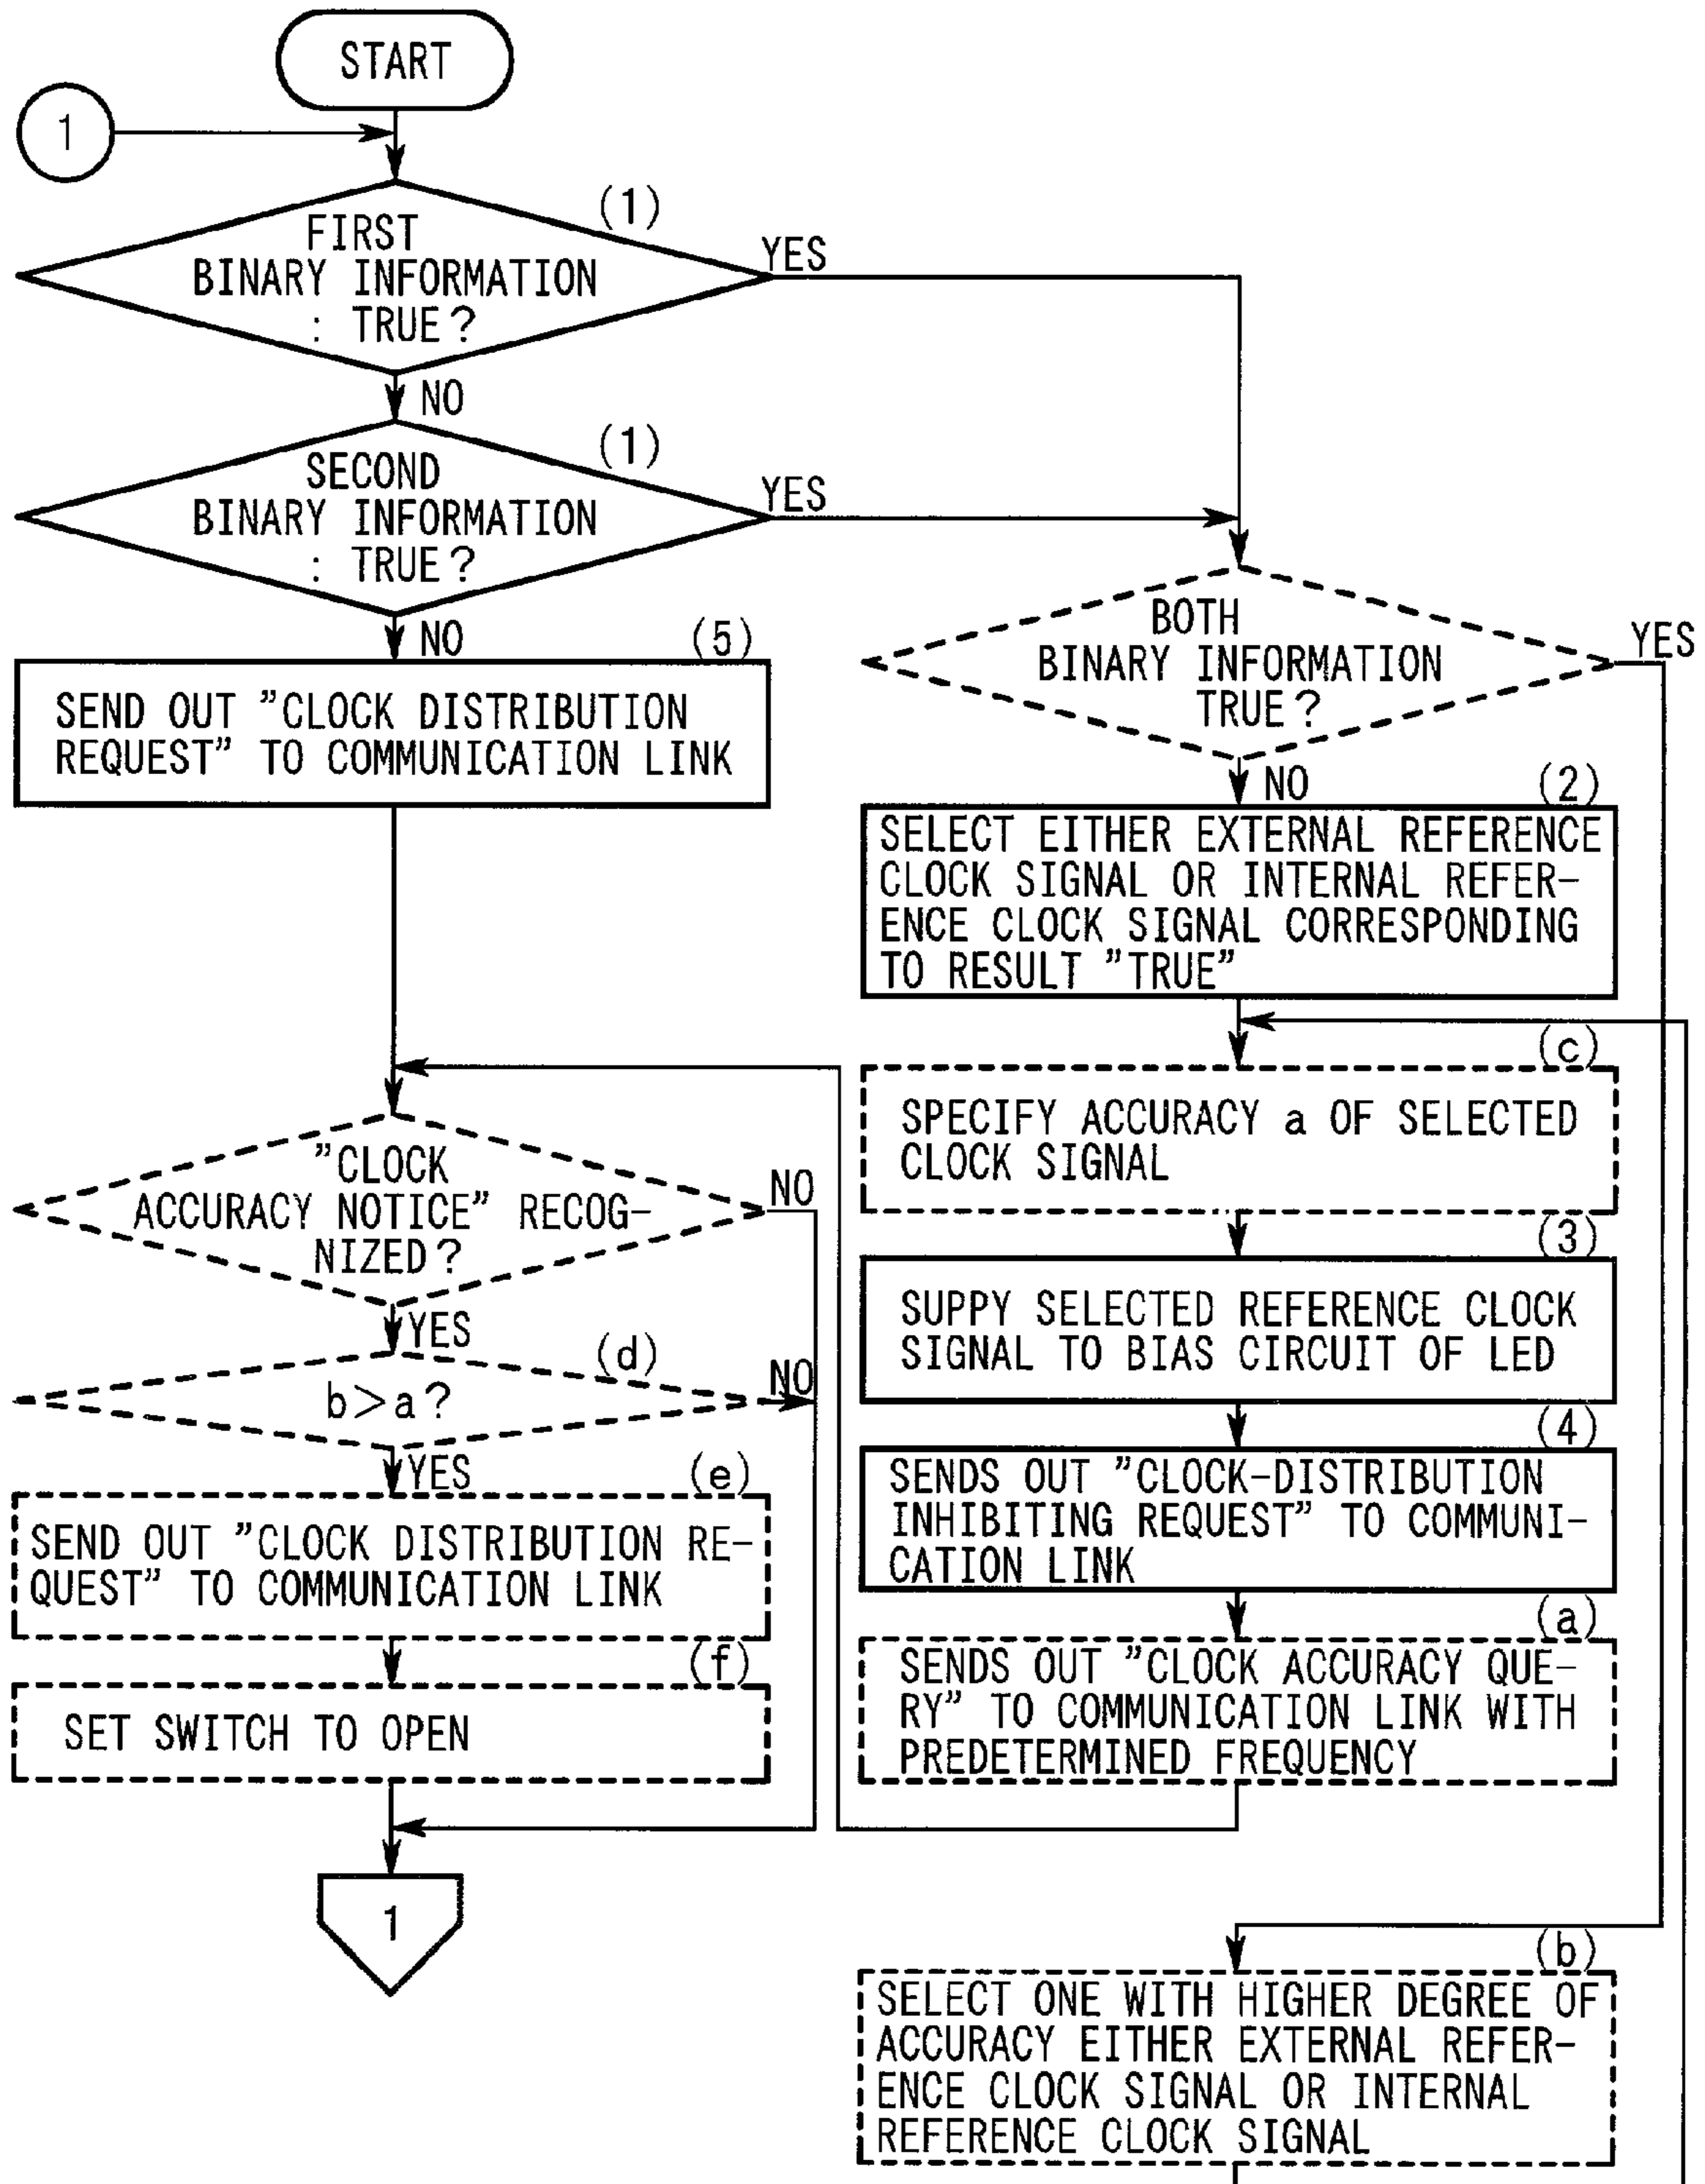 START
1
(1)
FIRST
BINARY INFORMATION
: TRUE?
YES
NO
(1)
SECOND
BINARY INFORMATION
: TRUE?
YES
NO
(5)
SEND OUT "CLOCK DISTRIBUTION
REQUEST" TO COMMUNICATION LINK
BOTH
BINARY INFORMATION
TRUE?
YES
NO
(2)
SELECT EITHER EXTERNAL REFERENCE
CLOCK SIGNAL OR INTERNAL REFER-
ENCE CLOCK SIGNAL CORRESPONDING
TO RESULT "TRUE"
(c)
SPECIFY ACCURACY a OF SELECTED
CLOCK SIGNAL
(3)
SUPPY SELECTED REFERENCE CLOCK
SIGNAL TO BIAS CIRCUIT OF LED
(4)
SENDS OUT "CLOCK-DISTRIBUTION
INHIBITING REQUEST" TO COMMUNI-
CATION LINK
(a)
SENDS OUT "CLOCK ACCURACY QUE-
RY" TO COMMUNICATION LINK WITH
PREDETERMINED FREQUENCY
"CLOCK
ACCURACY NOTICE" RECOG-
NIZED?
NO
YES
(d)
b>a?
NO
YES
(e)
SEND OUT "CLOCK DISTRIBUTION RE-
QUEST" TO COMMUNICATION LINK
(f)
SET SWITCH TO OPEN
1
(b)
SELECT ONE WITH HIGHER DEGREE OF
ACCURACY EITHER EXTERNAL REFER-
ENCE CLOCK SIGNAL OR INTERNAL
REFERENCE CLOCK SIGNAL